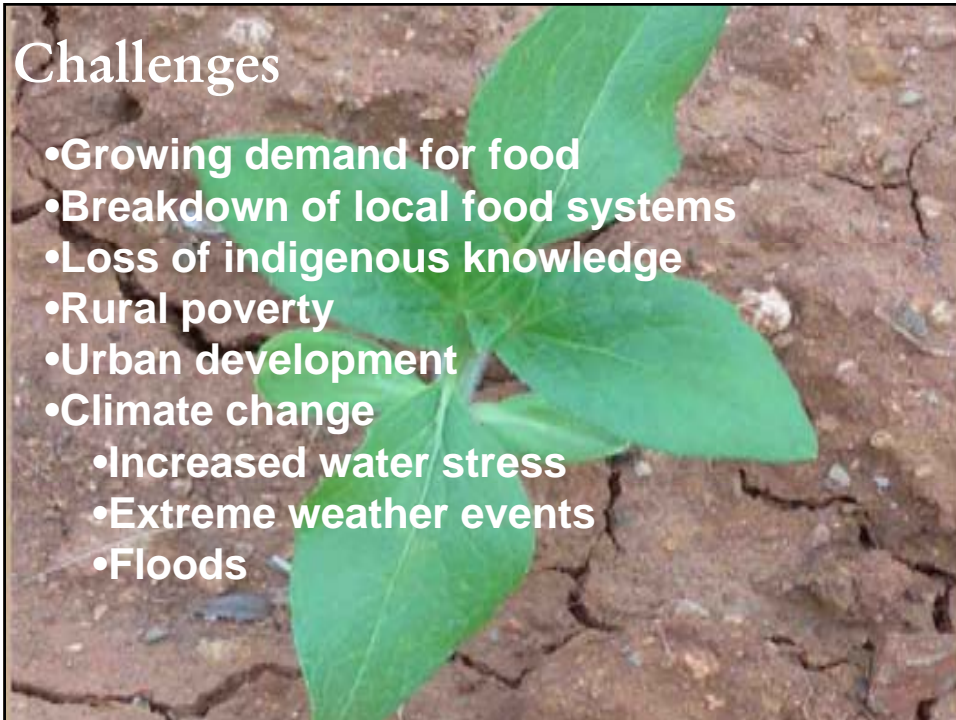 Challenges
•Growing demand for food
•Breakdown of local food systems
•Loss of indigenous knowledge
•Rural poverty
•Urban development
•Climate change
•Increased water stress
•Extreme weather events
•Floods